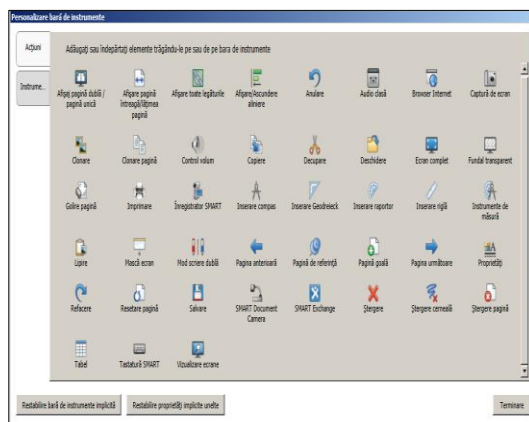 Personalizare bară de instrumente
Acțiuni
Instrume...
Adăugați sau îndepărtați elemente trăgându-le pe sau de pe bara de instrumente
Afișaj pagină dublă /
pagină unică
Afișare pagină
întreagă/lățimea
paginii
Afișare toate legăturile
Afișare/Ascundere
aliniere
Anulare
Audio clasă
Browser Internet
Captură de ecran
Clonare
Clonare pagină
Control volum
Copiere
Decupare
Deschidere
Ecran complet
Fundal transparent
Golire pagină
Imprimare
Înregistrator SMART
Inserare compas
Inserare Geodreieck
Inserare raportor
Inserare riglă
Instrumente de
măsură
Lipire
Mască ecran
Mod scriere dublă
Pagina anterioară
Pagină de referință
Pagină goală
Pagina următoare
Proprietăți
Refacere
Resetare pagină
Salvare
SMART Document
Camera
SMART Exchange
Ștergere
Ștergere cerneală
Ștergere pagină
Tabel
Tastatură SMART
Vizualizare ecrane
Restabilire bară de instrumente implicită
Restabilire proprietăți implicite unelte
Terminare